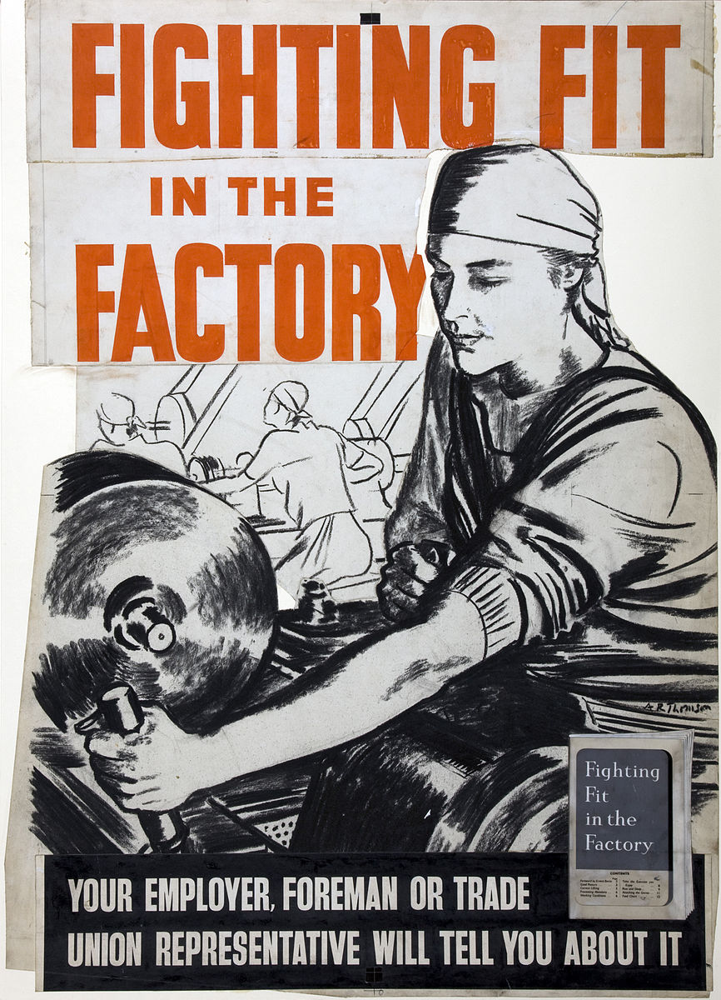 FIGHTING FIT
IN THE
FACTORY
A R Thomson
Fighting
Fit
in the
Factory
CONTENTS
YOUR EMPLOYER, FOREMAN OR TRADE
UNION REPRESENTATIVE WILL TELL YOU ABOUT IT